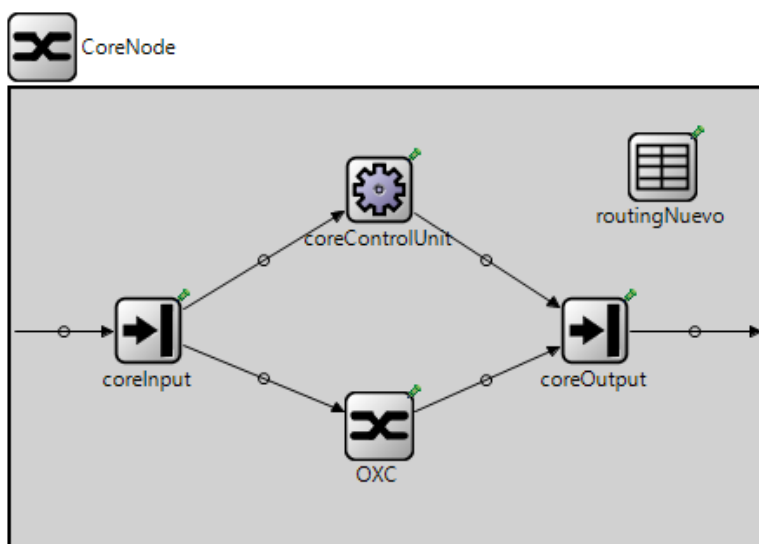 CoreNode
coreControlUnit
routingNuevo
coreInput
coreOutput
OXC